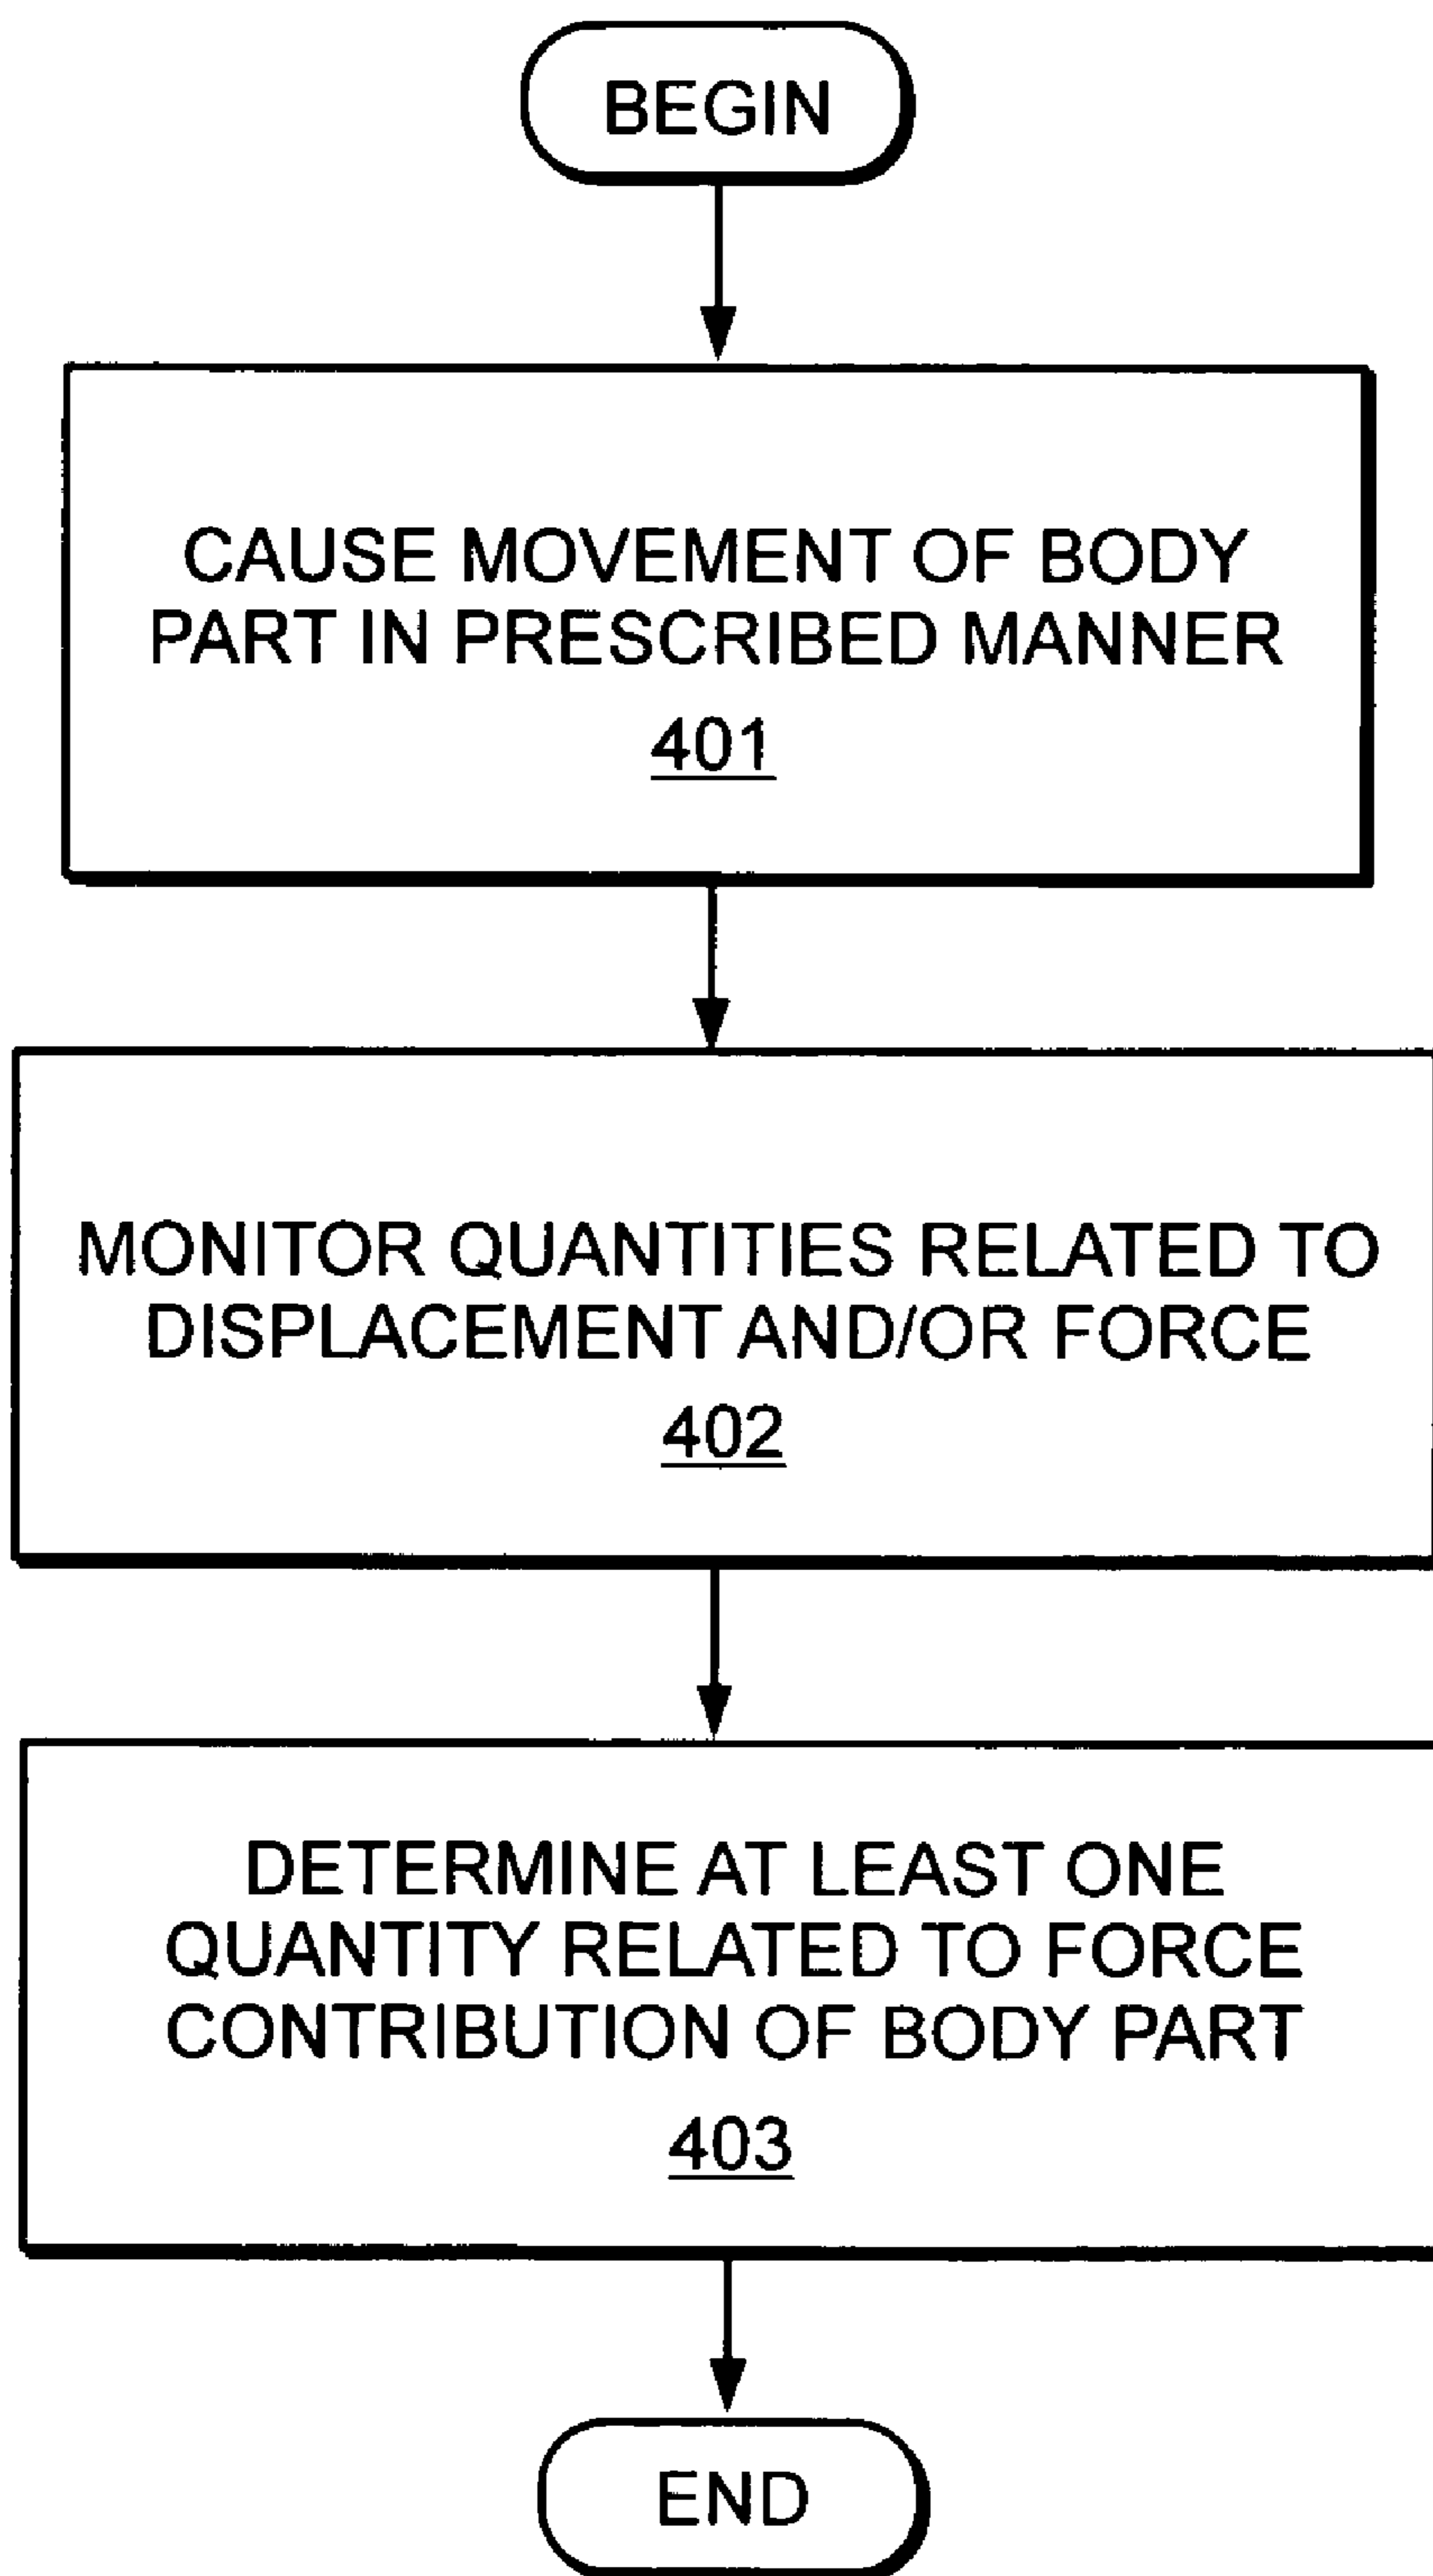 BEGIN
CAUSE MOVEMENT OF BODY
PART IN PRESCRIBED MANNER
401
MONITOR QUANTITIES RELATED TO
DISPLACEMENT AND/OR FORCE
402
DETERMINE AT LEAST ONE
QUANTITY RELATED TO FORCE
CONTRIBUTION OF BODY PART
403
END